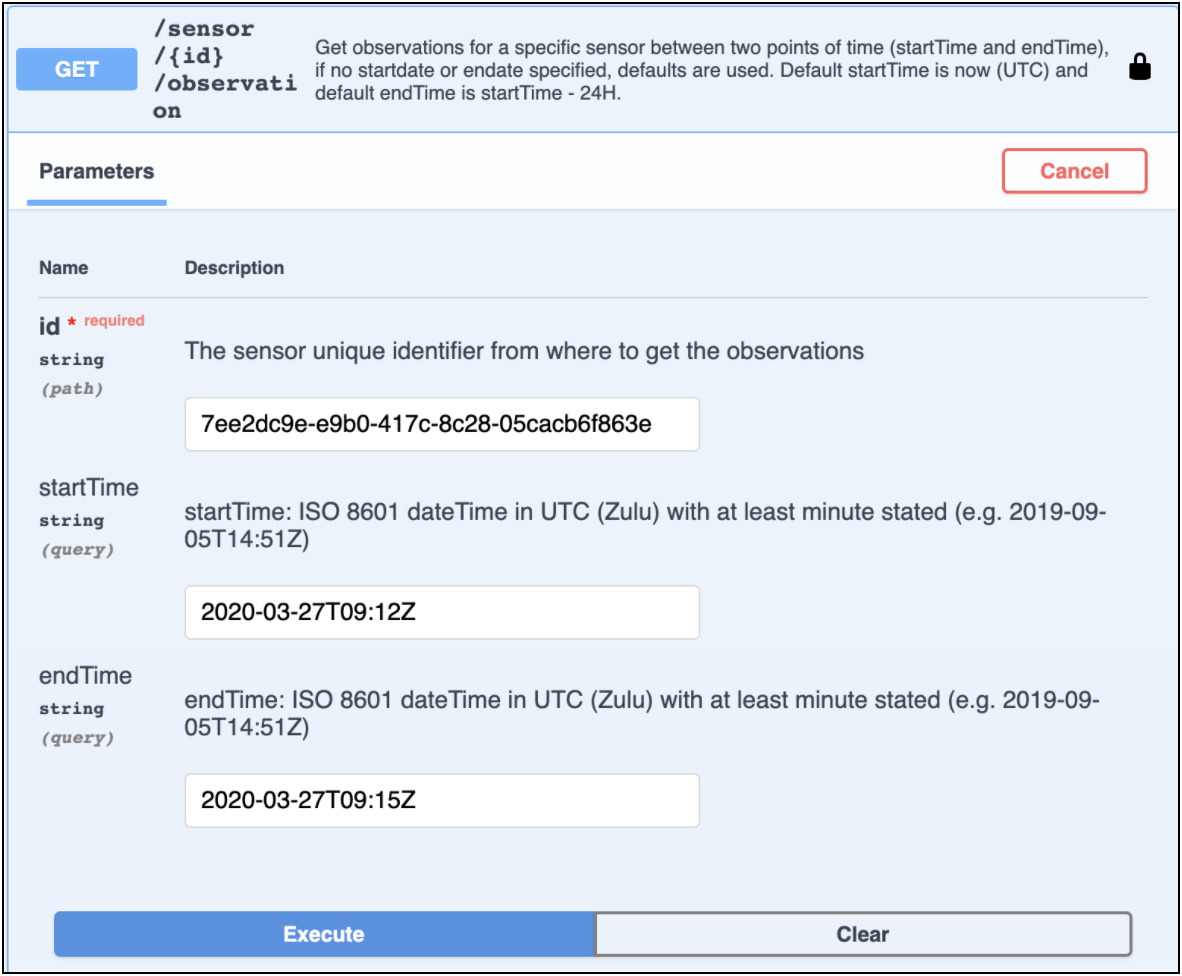 GET
/sensor
/{id}
/observati
on
Get observations for a specific sensor between two points of time (startTime and endTime),
if no startdate or endate specified, defaults are used. Default startTime is now (UTC) and
default endTime is startTime - 24H.
Parameters
Cancel
Name Description
id * required
string
(path)
The sensor unique identifier from where to get the observations
7ee2dc9e-e9b0-417c-8c28-05cacb6f863e
startTime
string
(query)
startTime: ISO 8601 dateTime in UTC (Zulu) with at least minute stated (e.g. 2019-09-
05T14:51Z)
2020-03-27T09:12Z
endTime
string
(query)
endTime: ISO 8601 dateTime in UTC (Zulu) with at least minute stated (e.g. 2019-09-
05T14:51Z)
2020-03-27T09:15Z
Execute Clear